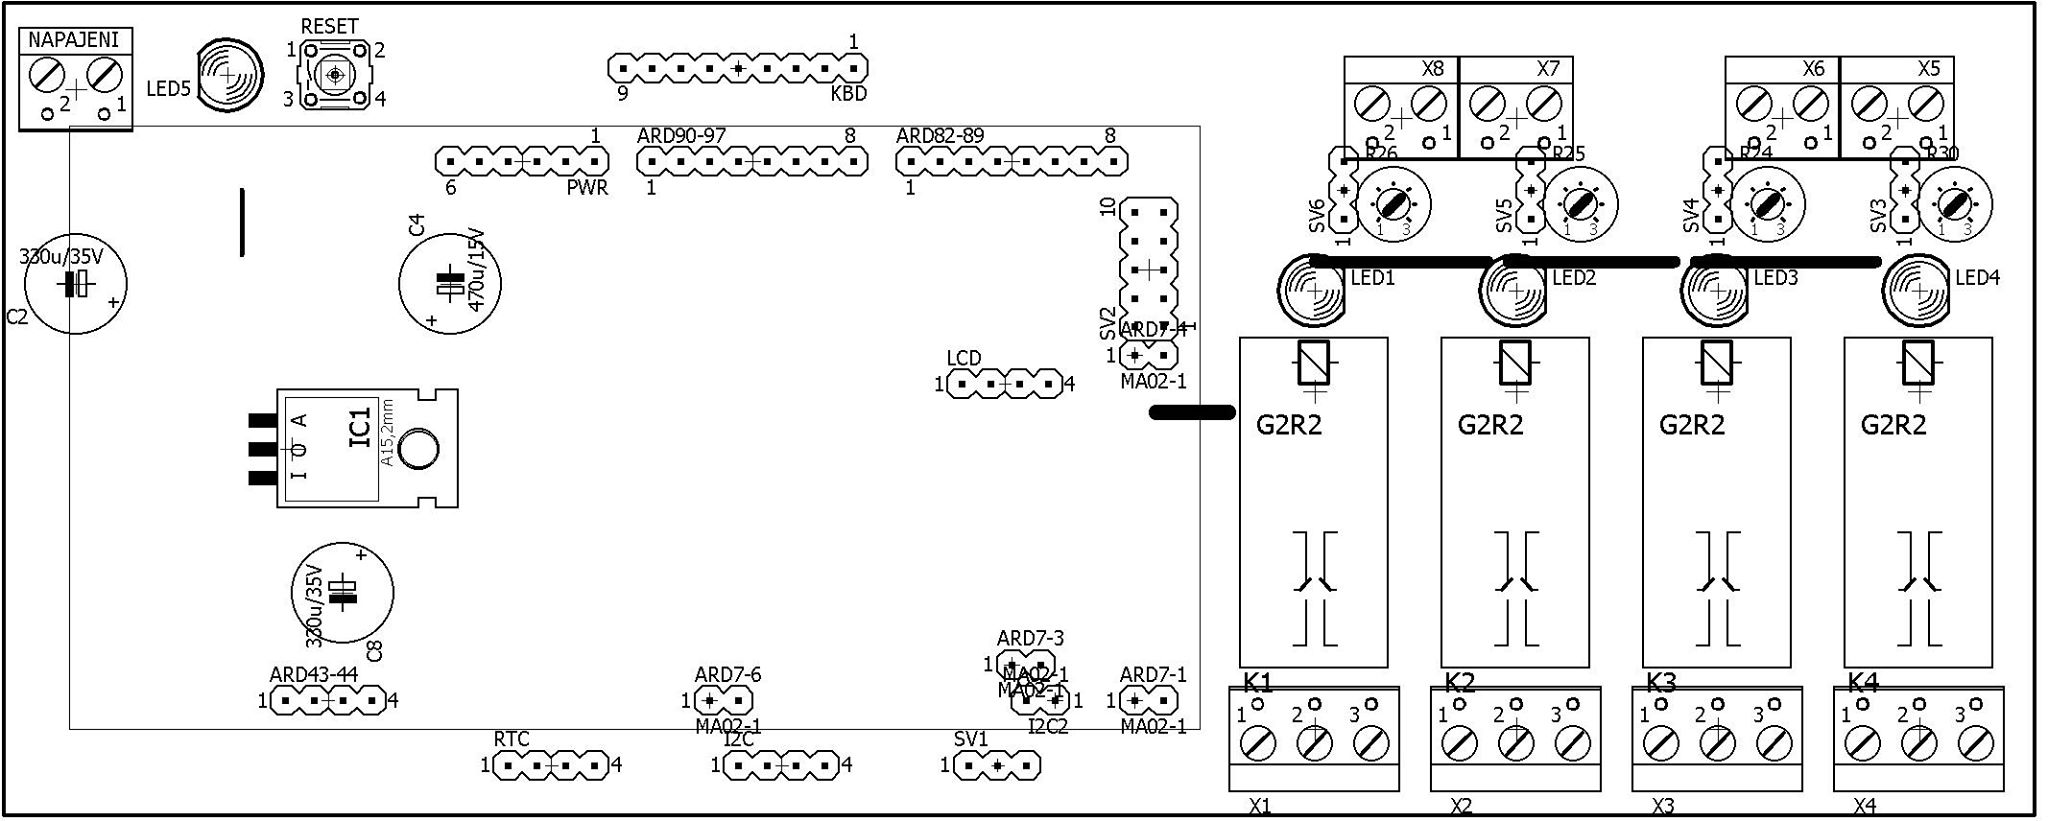 RESET
NAPAJENI
1 2
3 4
2 1
LED5
1
9 KBD
X8 X7 X6 X5
2 1 2 1 2 1 2 1
1
6 PWR
ARD90-97 8
1
ARD82-89 8
1
R26 R25 R24 R30
SV6 SV5 SV4 SV3
1 3 1 3 1 3 1 3
1 1 1 1
C4
470u/15V
330u/35V
C2
10
SV2
1
ARD7-4
1
MA02-1
LCD
1 4
LED1 LED2 LED3 LED4
G2R2 G2R2 G2R2 G2R2
A
O
I
IC1
A15,2mm
330u/35V
C8
ARD43-44
1 4
ARD7-6
1
MA02-1
ARD7-3
1
MA02-1
MA02-1
1
I2C2
ARD7-1
1
MA02-1
K1 K2 K3 K4
1 2 3 1 2 3 1 2 3 1 2 3
RTC
1 4
I2C
1 4
SV1
1
X1 X2 X3 X4